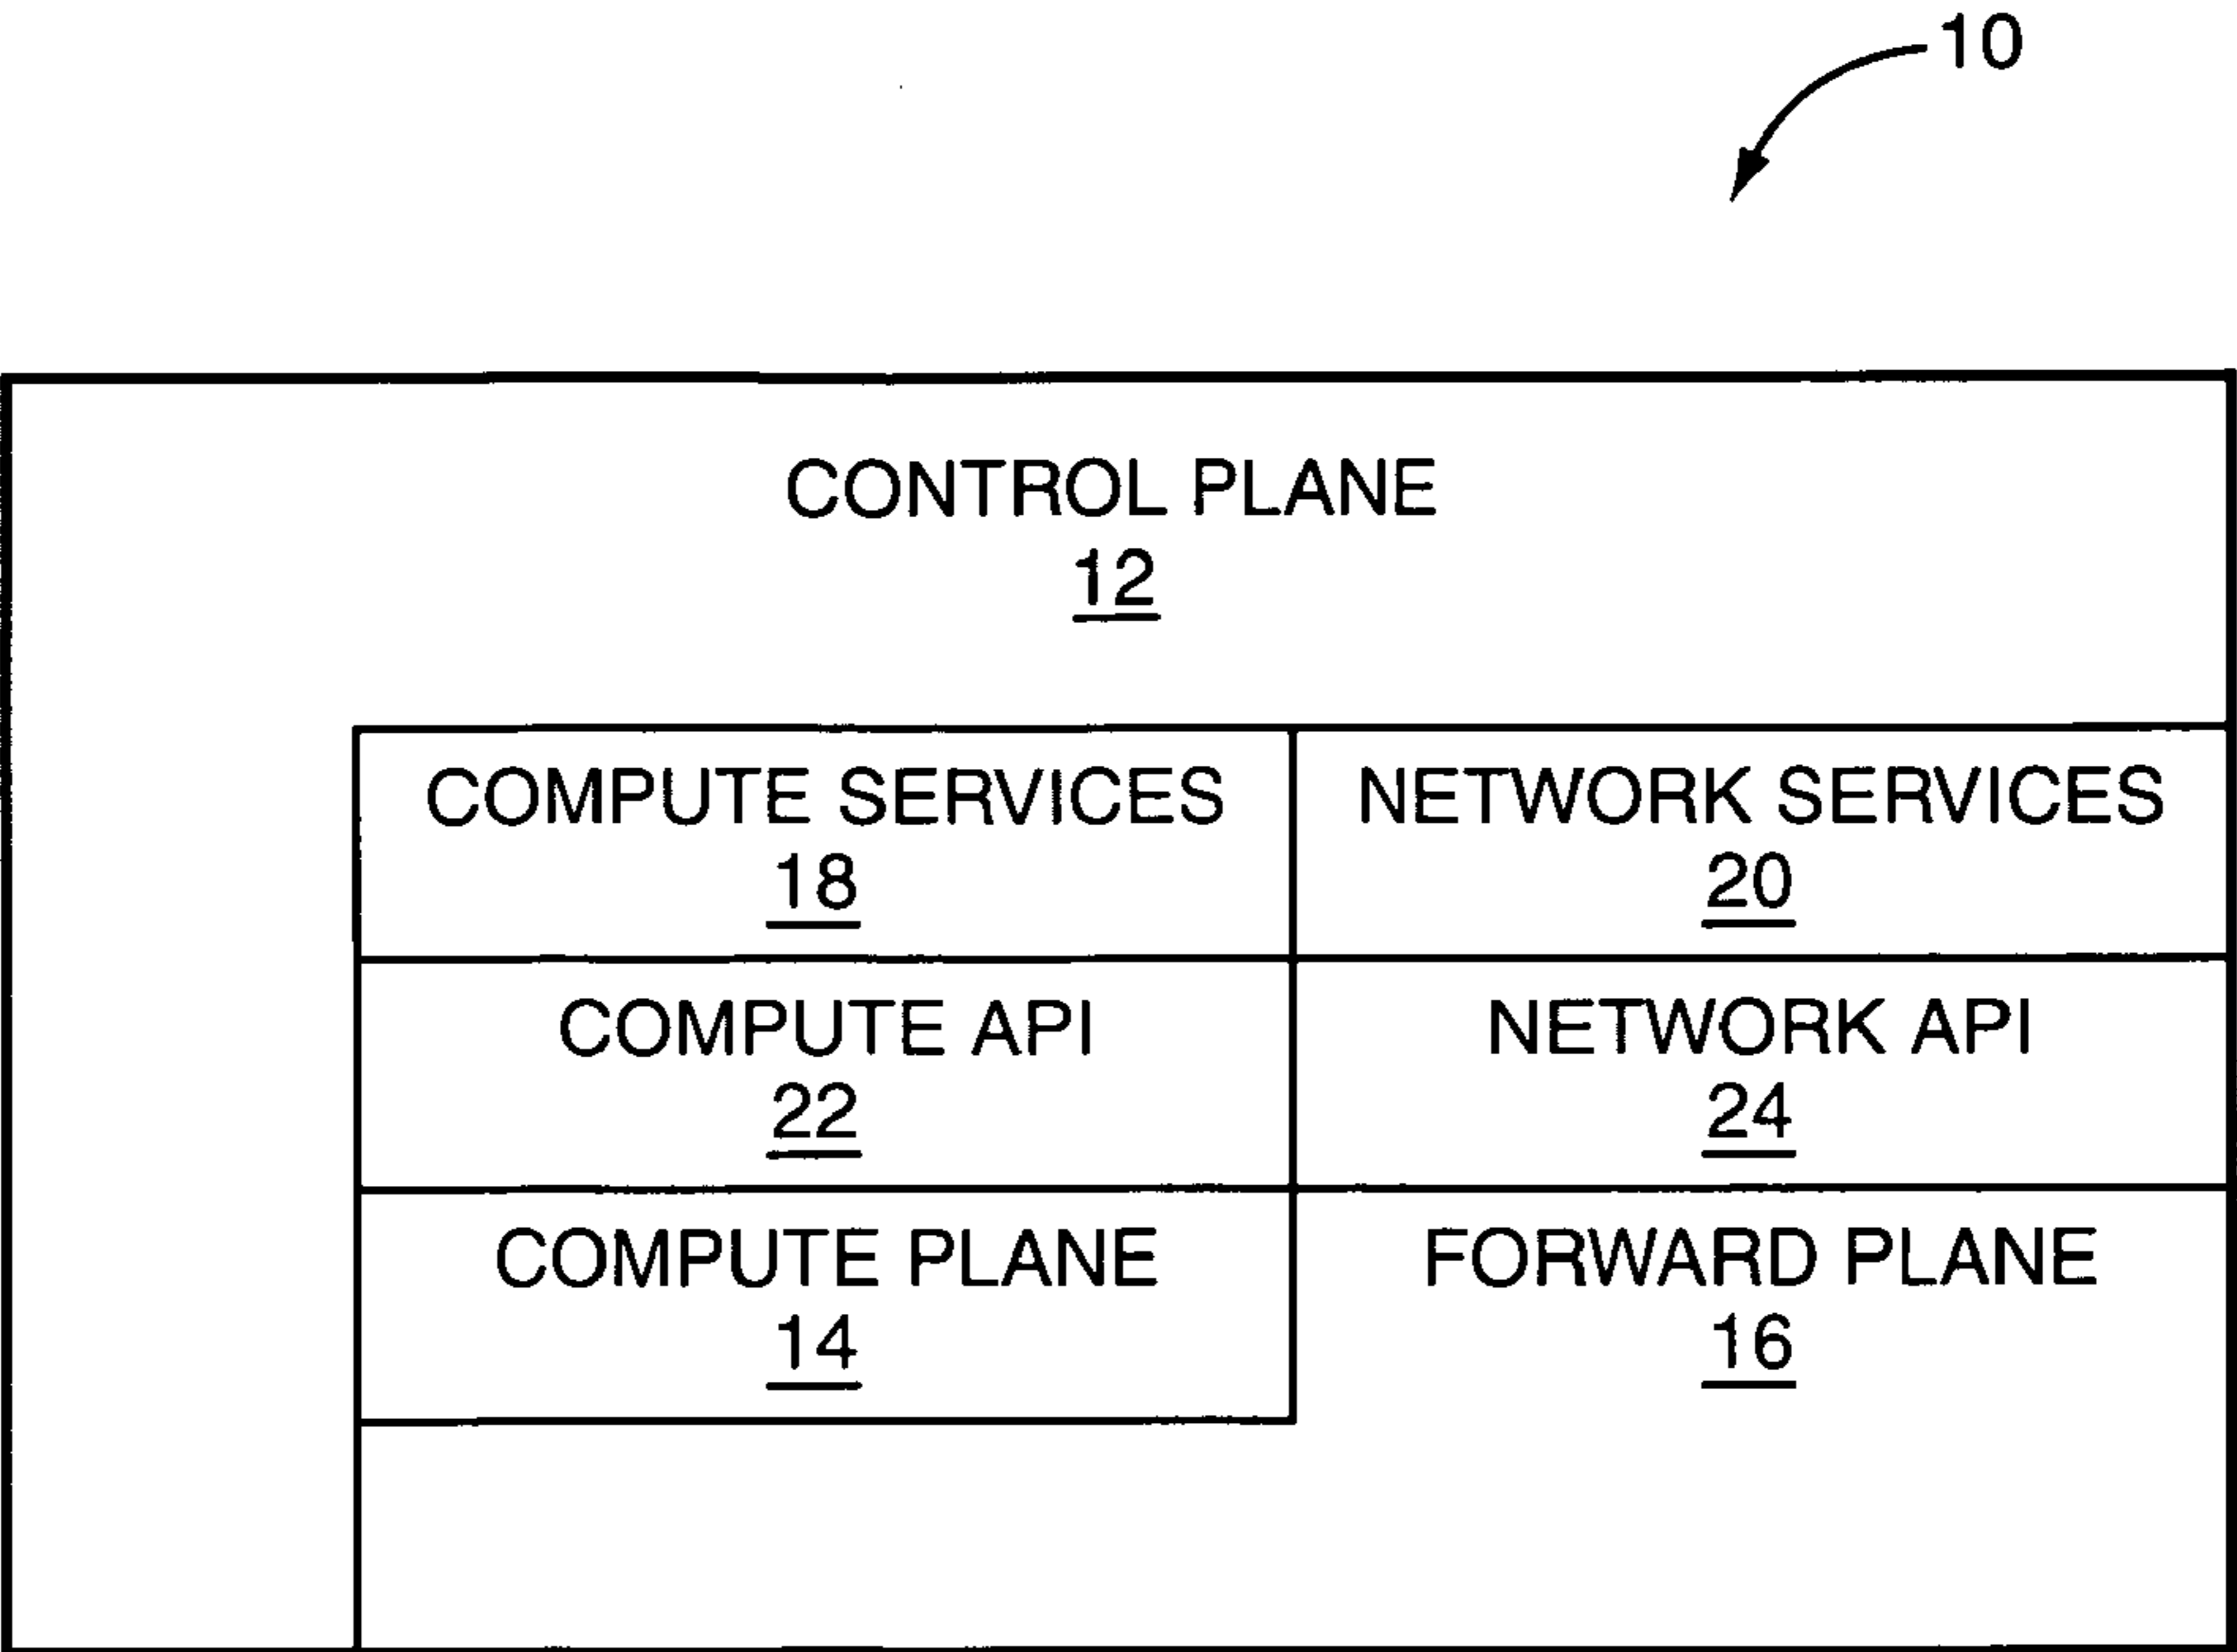 10
CONTROL PLANE
12
COMPUTE SERVICES
18
NETWORK SERVICES
20
COMPUTE API
22
NETWORK API
24
COMPUTE PLANE
14
FORWARD PLANE
16